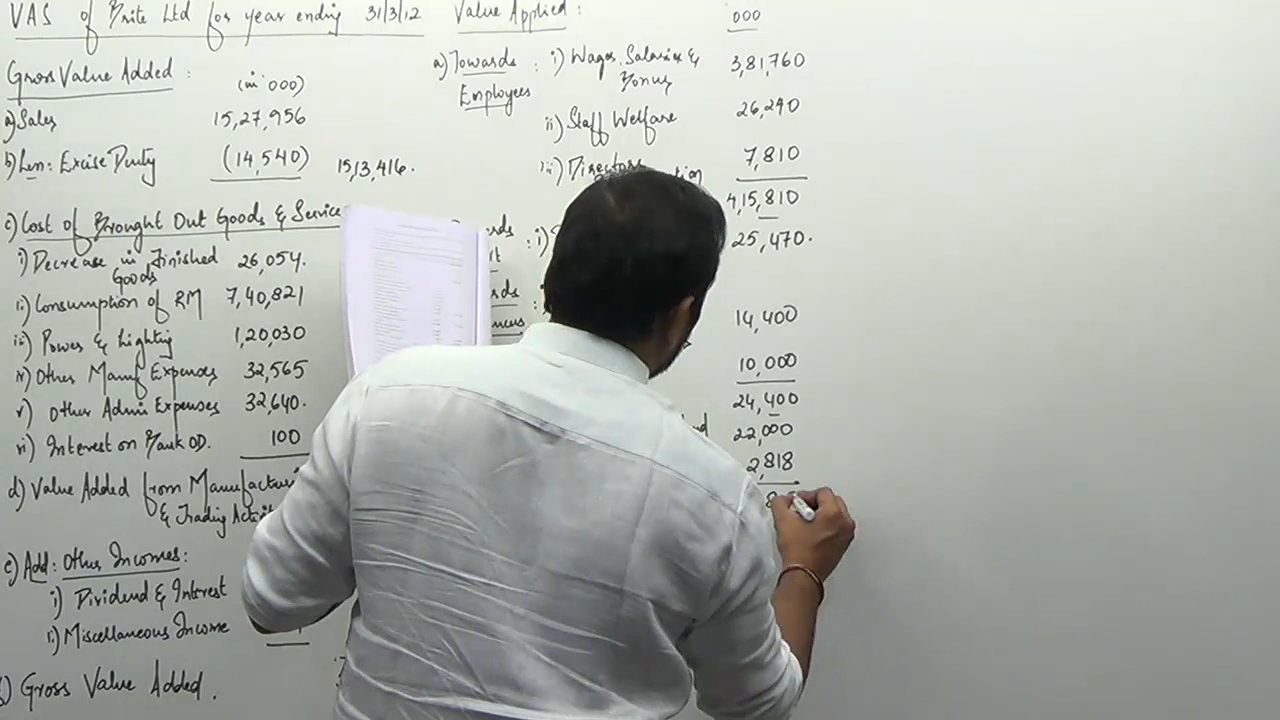 VAS of Brite Ltd for year ending 31/3/12
Gross Value Added :
(in '000)
a) Sales 15,27,956
b) Less: Excise Duty (14,540) 15,13,416.
c) Cost of Brought Out Goods & Service
i) Decrease in Finished Goods 26,054.
ii) Consumption of RM 7,40,821
iii) Power & Lighting 1,20,030
iv) Other Manuf Expenses 32,565
v) Other Admin Expenses 32,640.
vi) Interest on Bank OD. 100
d) Value Added from Manufacturi
& Trading Activit
e) Add: Other Incomes:
i) Dividend & Interest
ii) Miscellaneous Income
Gross Value Added.
Value Applied :
000
a) Towards Employees : i) Wages, Salaries & Bonus 3,81,760
ii) Staff Welfare 26,240
iii) Directors 7,810
4,15,810
: i) 25,470.
14,400
10,000
24,400
22,000
2,818